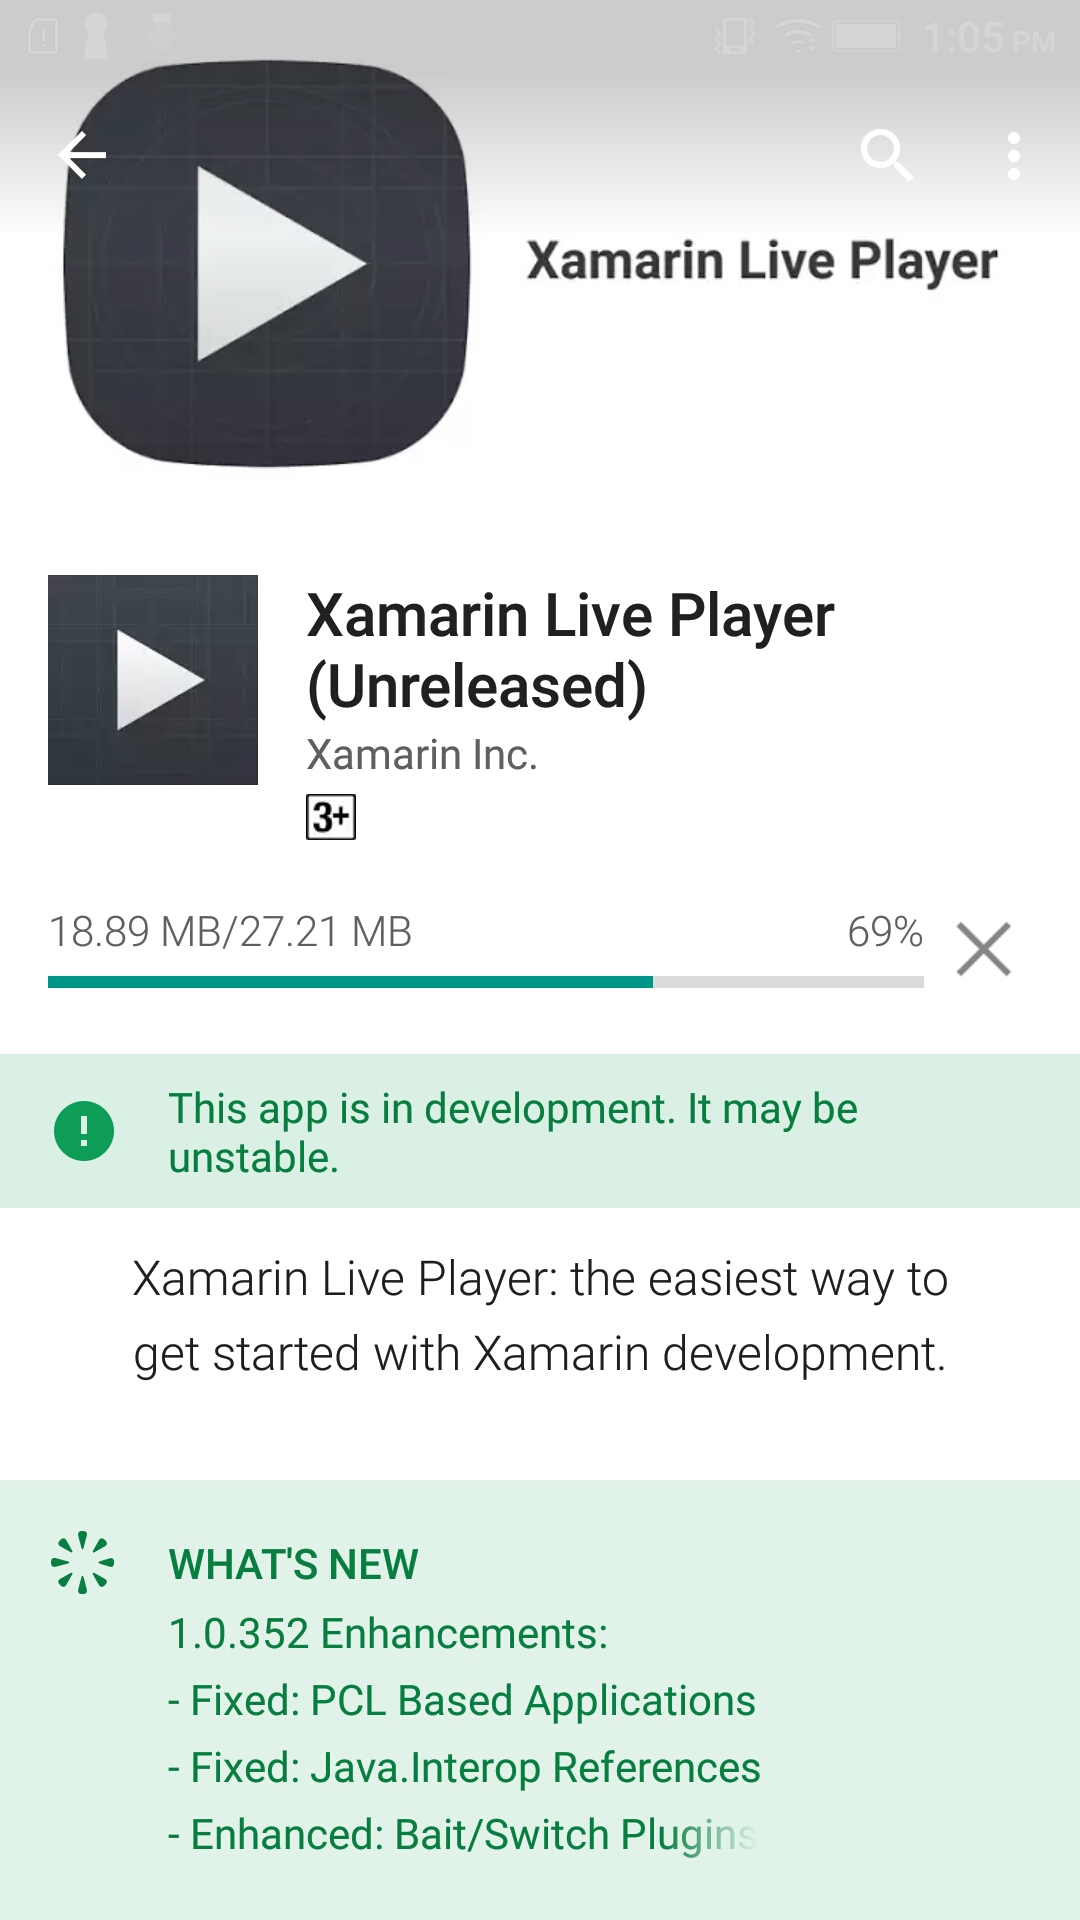 1:05 PM
Xamarin Live Player
Xamarin Live Player
(Unreleased)
Xamarin Inc.
3+
18.89 MB/27.21 MB
69%
This app is in development. It may be
unstable.
Xamarin Live Player: the easiest way to
get started with Xamarin development.
WHAT'S NEW
1.0.352 Enhancements:
- Fixed: PCL Based Applications
- Fixed: Java.Interop References
- Enhanced: Bait/Switch Plugins